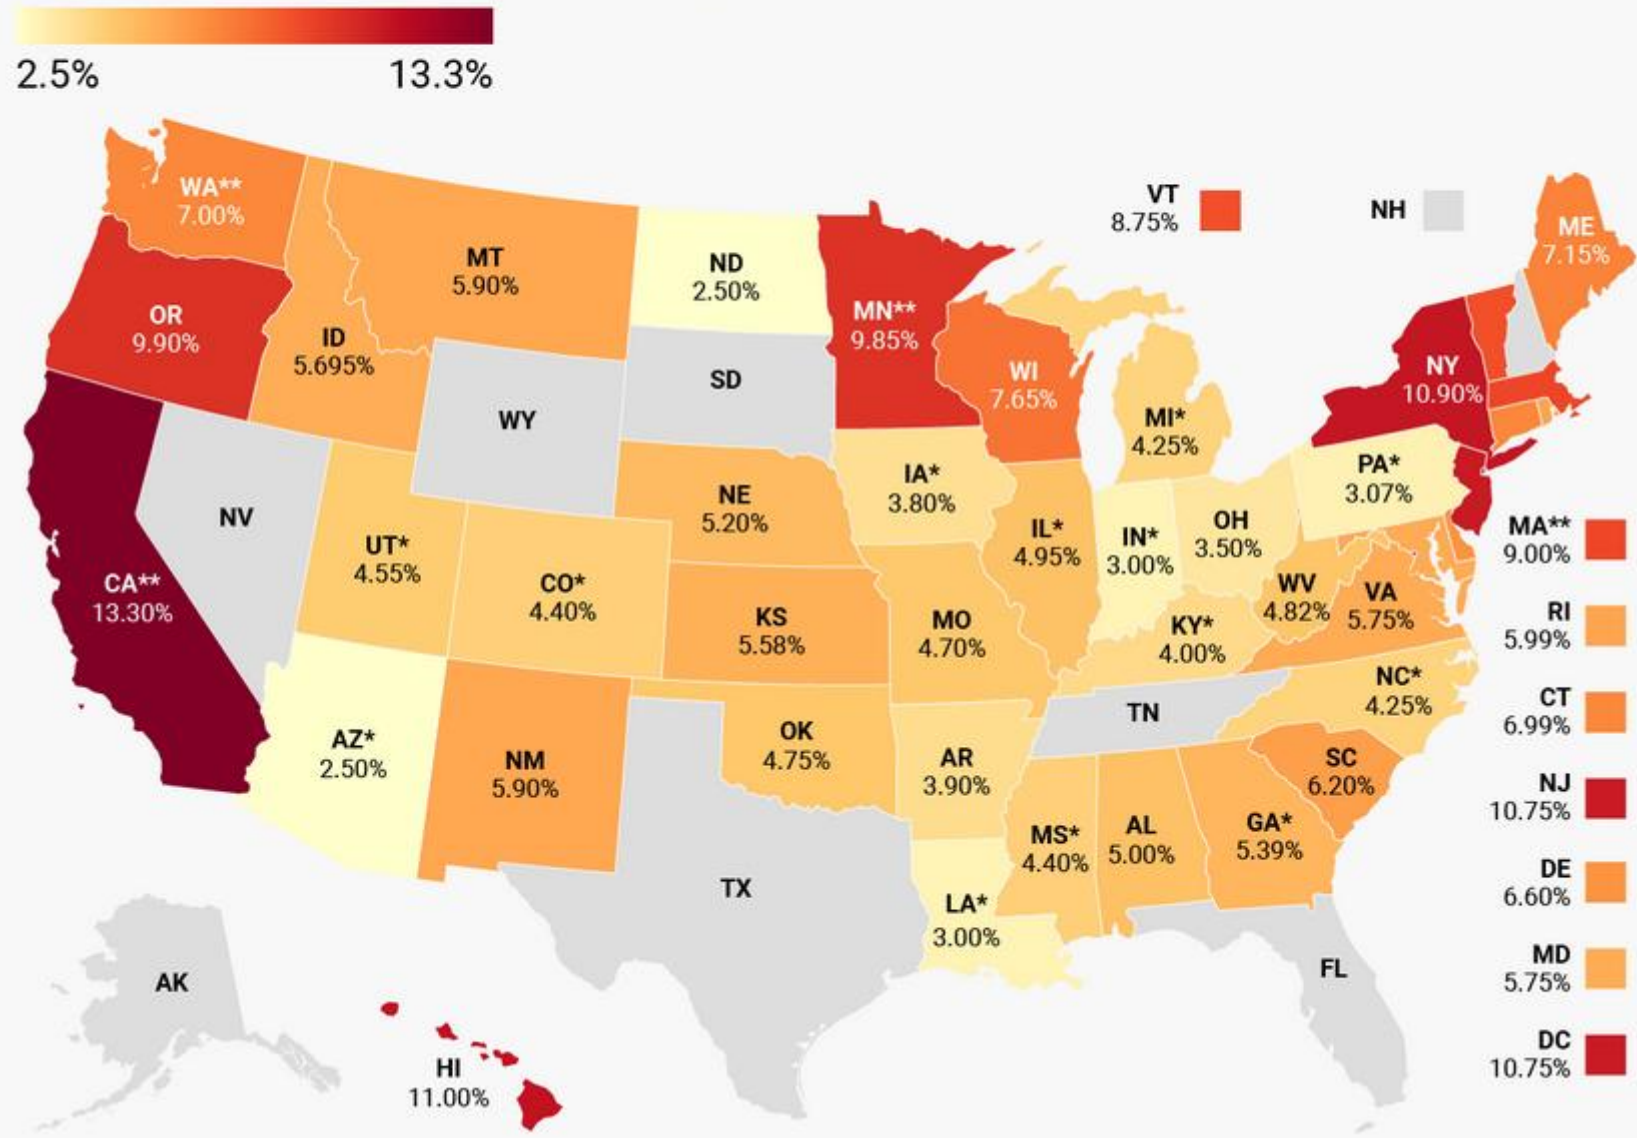 2.5%
13.3%
WA**
7.00%
OR
9.90%
CA**
13.30%
NV
ID
5.695%
MT
5.90%
WY
UT*
4.55%
CO*
4.40%
AZ*
2.50%
NM
5.90%
ND
2.50%
SD
NE
5.20%
KS
5.58%
OK
4.75%
TX
MN**
9.85%
IA*
3.80%
MO
4.70%
AR
3.90%
LA*
3.00%
WI
7.65%
IL*
4.95%
MI*
4.25%
IN*
3.00%
OH
3.50%
KY*
4.00%
TN
MS*
4.40%
AL
5.00%
GA*
5.39%
FL
SC
6.20%
NC*
4.25%
VA
5.75%
WV
4.82%
PA*
3.07%
NY
10.90%
ME
7.15%
VT
8.75%
NH
MA**
9.00%
RI
5.99%
CT
6.99%
NJ
10.75%
DE
6.60%
MD
5.75%
DC
10.75%
AK
HI
11.00%